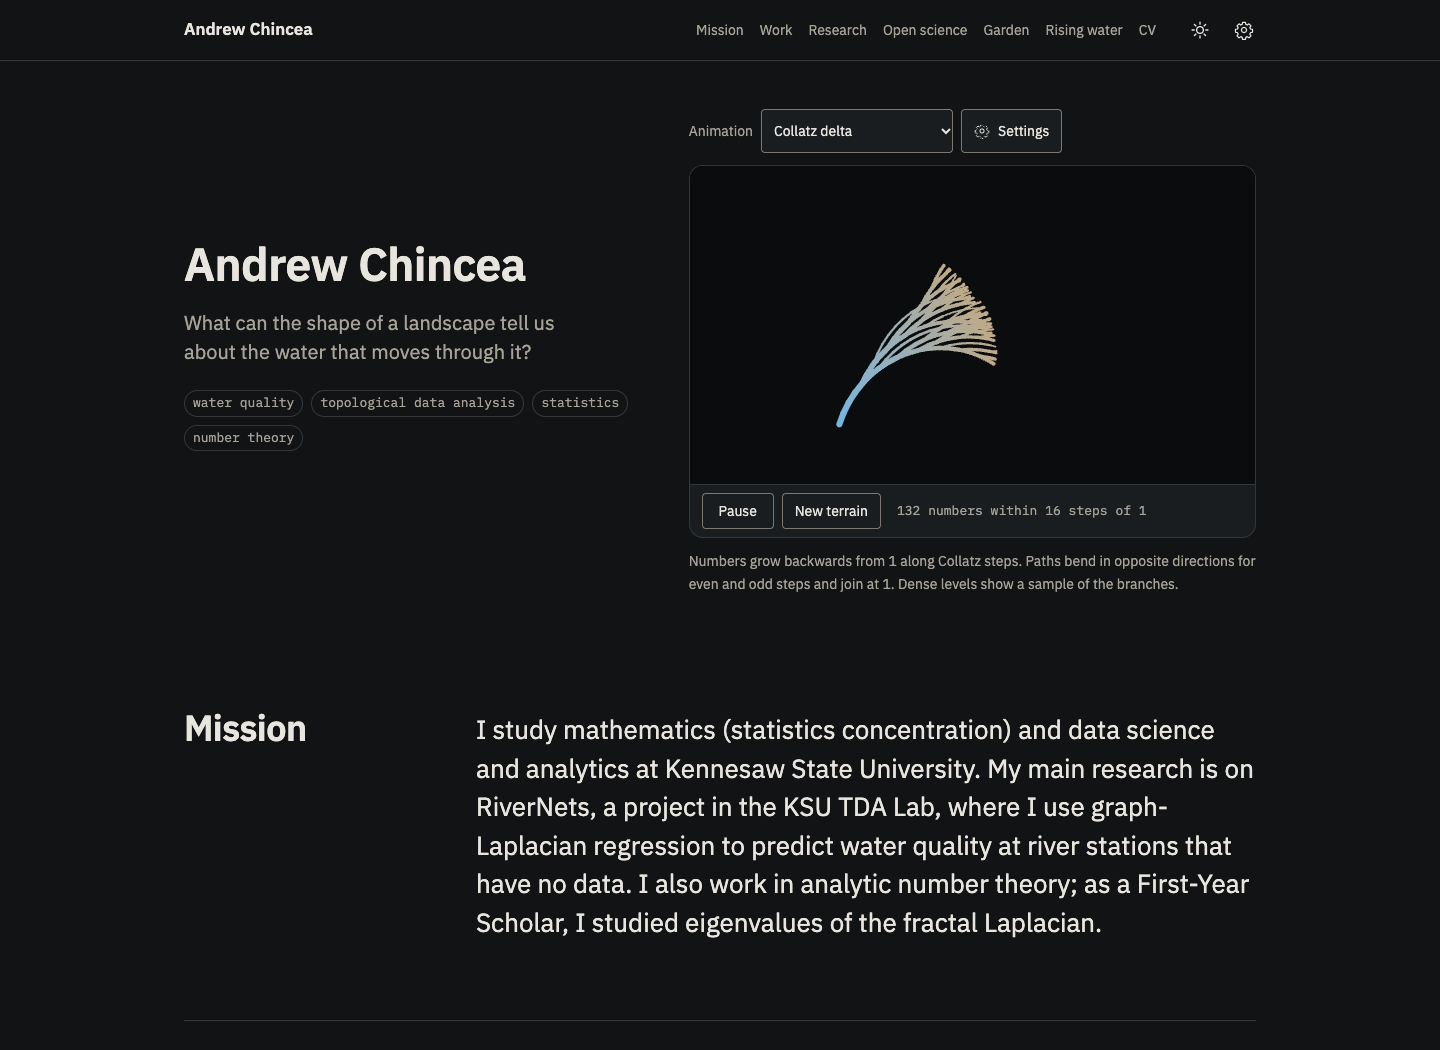 Andrew Chincea
Mission Work Research Open science Garden Rising water CV
Animation Collatz delta Settings
Andrew Chincea
What can the shape of a landscape tell us
about the water that moves through it?
water quality topological data analysis statistics
number theory
Pause New terrain 132 numbers within 16 steps of 1
Numbers grow backwards from 1 along Collatz steps. Paths bend in opposite directions for
even and odd steps and join at 1. Dense levels show a sample of the branches.
Mission
I study mathematics (statistics concentration) and data science
and analytics at Kennesaw State University. My main research is on
RiverNets, a project in the KSU TDA Lab, where I use graph-
Laplacian regression to predict water quality at river stations that
have no data. I also work in analytic number theory; as a First-Year
Scholar, I studied eigenvalues of the fractal Laplacian.